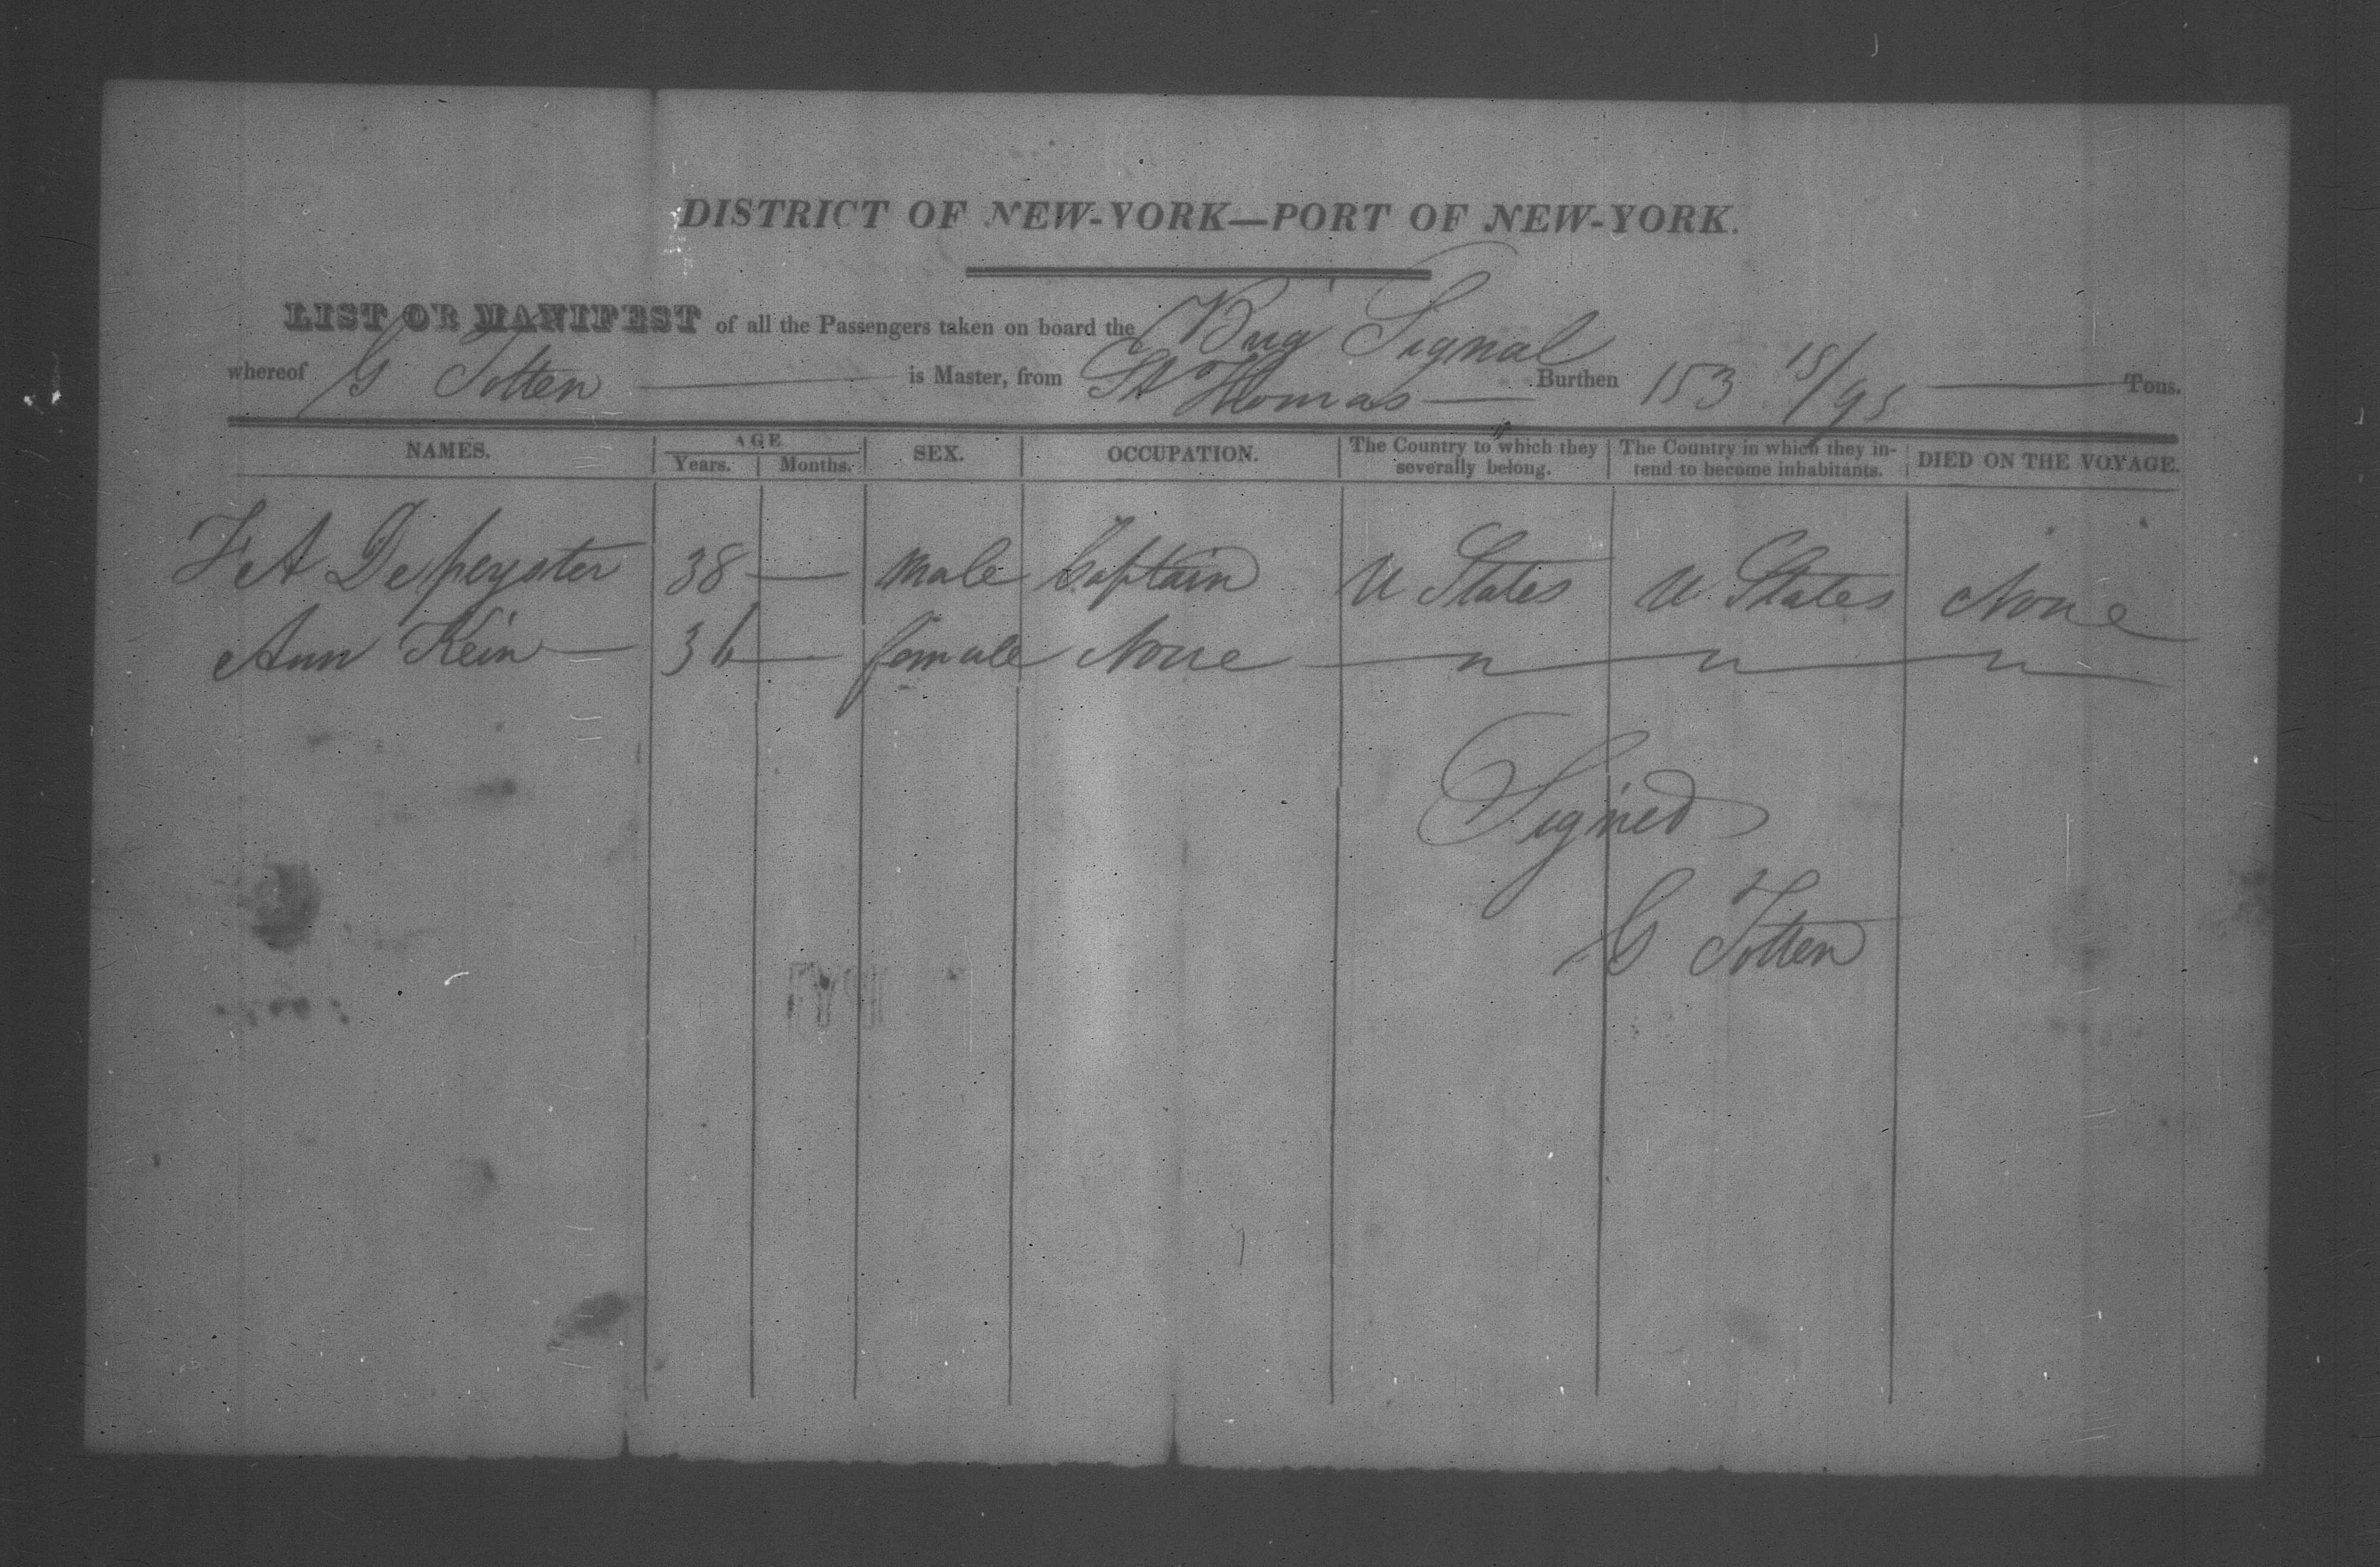 DISTRICT OF NEW-YORK—PORT OF NEW-YORK.
LIST OR MANIFEST of all the Passengers taken on board the Brig Signal
whereof G Totten is Master, from St Thomas Burthen 153 18/95 Tons.
NAMES. AGE Years. Months. SEX. OCCUPATION. The Country to which they severally belong. The Country in which they intend to become inhabitants. DIED ON THE VOYAGE.
A Depeyster 38 — male Captain U States U States None
Ann Kein — 36 — female None — " — " — "
Signed
G Totten